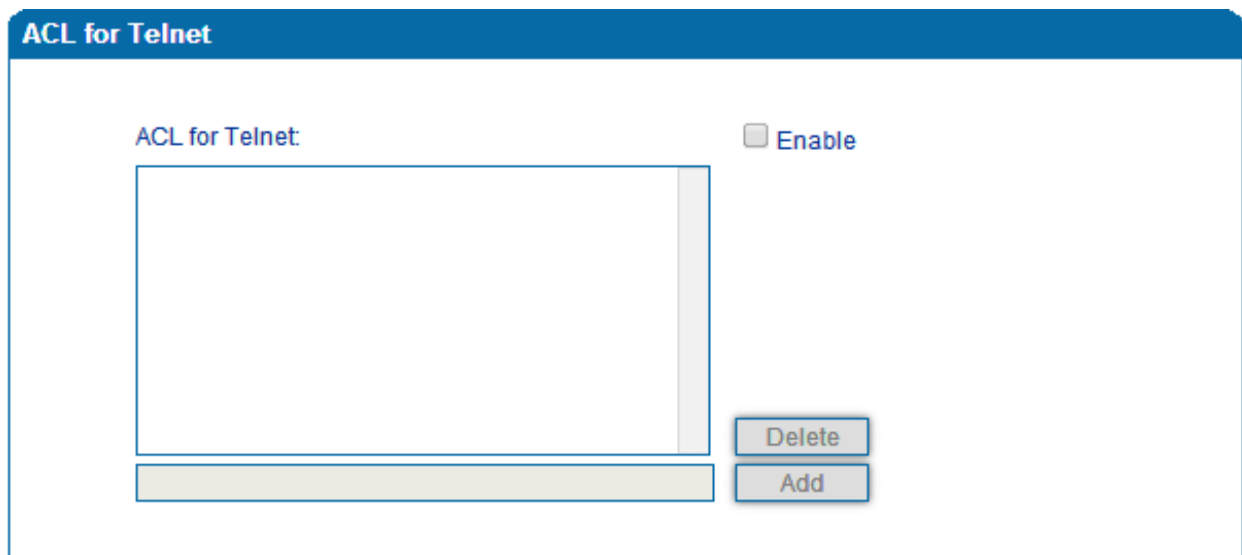 ACL for Telnet
ACL for Telnet:
Enable
Delete
Add